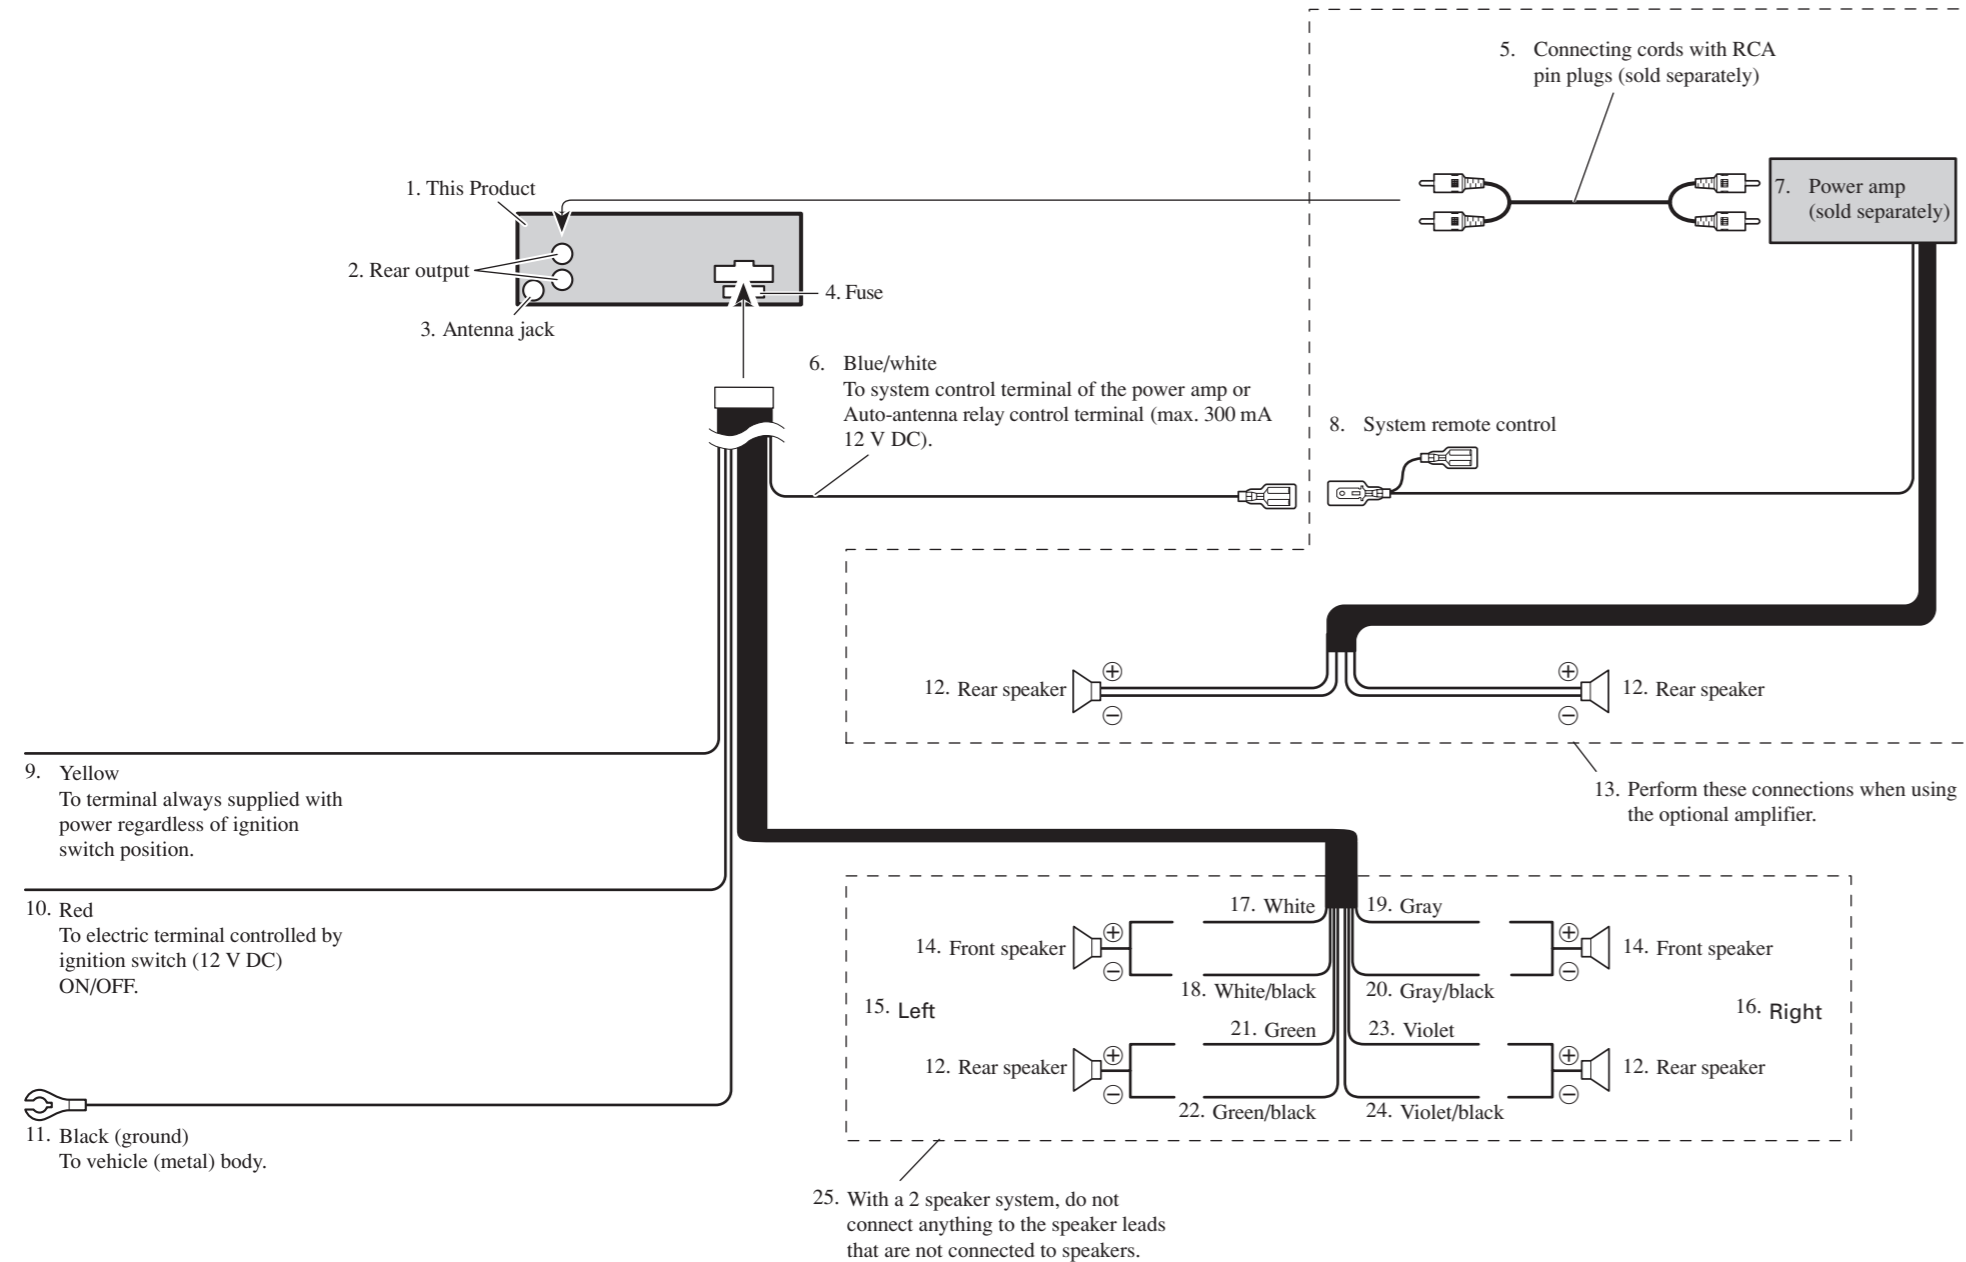 5. Connecting cords with RCA
pin plugs (sold separately)
1. This Product
7. Power amp
(sold separately)
2. Rear output
4. Fuse
3. Antenna jack
6. Blue/white
To system control terminal of the power amp or
Auto-antenna relay control terminal (max. 300 mA
12 V DC).
8. System remote control
12. Rear speaker
⊕
⊖
⊕
⊖
12. Rear speaker
9. Yellow
To terminal always supplied with
power regardless of ignition
switch position.
13. Perform these connections when using
the optional amplifier.
10. Red
To electric terminal controlled by
ignition switch (12 V DC)
ON/OFF.
17. White
19. Gray
14. Front speaker
⊕
⊖
⊕
⊖
14. Front speaker
18. White/black
20. Gray/black
15. Left
16. Right
21. Green
23. Violet
12. Rear speaker
⊕
⊖
⊕
⊖
12. Rear speaker
22. Green/black
24. Violet/black
11. Black (ground)
To vehicle (metal) body.
25. With a 2 speaker system, do not
connect anything to the speaker leads
that are not connected to speakers.